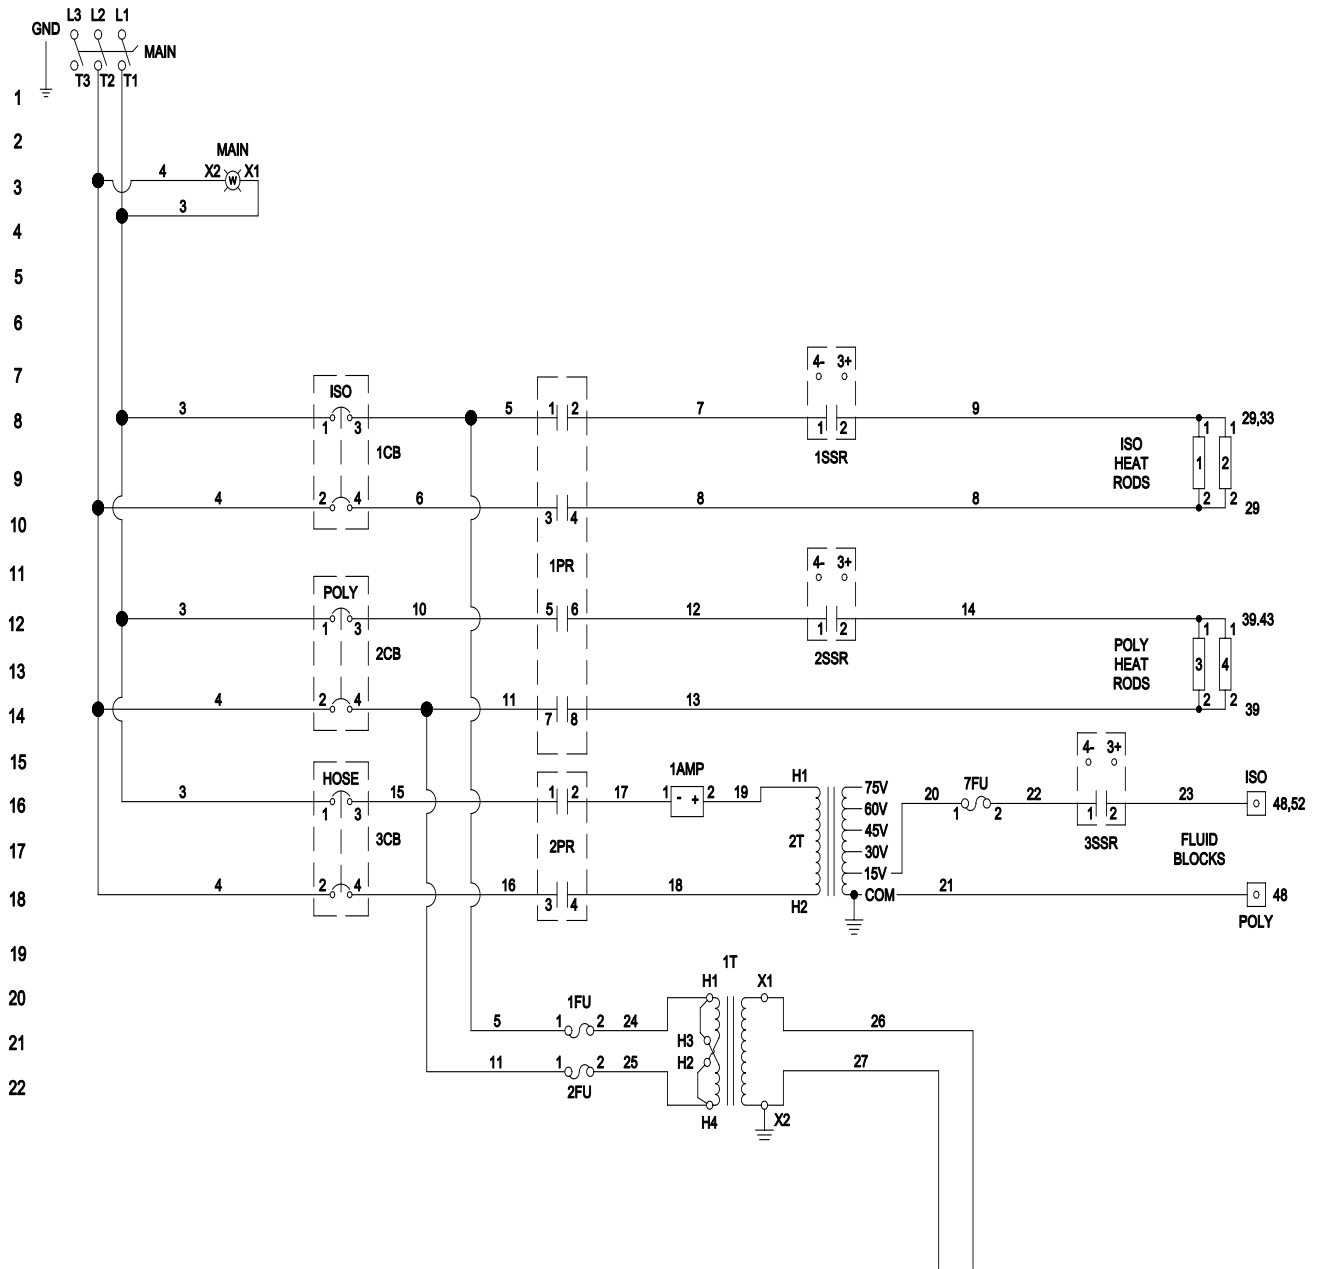 L3 L2 L1
GND
MAIN
T3 T2 T1
1
2
MAIN
4 X2 W X1
3
3
4
5
6
7
4- 3+
ISO
8 3 1 3 5 1 2 7 1 2 9 1 1 29,33
1CB
1SSR
ISO
HEAT
RODS
1 2
9
4 2 4 6 3 4 8 8 2 2 29
10
11
1PR
4- 3+
POLY
12 3 1 3 10 5 6 12 1 2 14 1 1 39.43
2CB
2SSR
POLY
HEAT
RODS
3 4
13
14 4 2 4 11 7 8 13 2 2 39
15
4- 3+
HOSE
1AMP
H1
75V
7FU
ISO
16 3 1 3 15 1 2 17 1 - + 2 19 60V 20 1 2 22 1 2 23 48,52
45V
3CB
2PR
2T
3SSR
FLUID
BLOCKS
17
30V
15V
18 4 2 4 16 3 4 18 H2 COM 21 48
POLY
19
1T
20
H1 X1
1FU
5 1 2 24 26
21
H3
H2
11 1 2 25 27
2FU
22
H4 X2